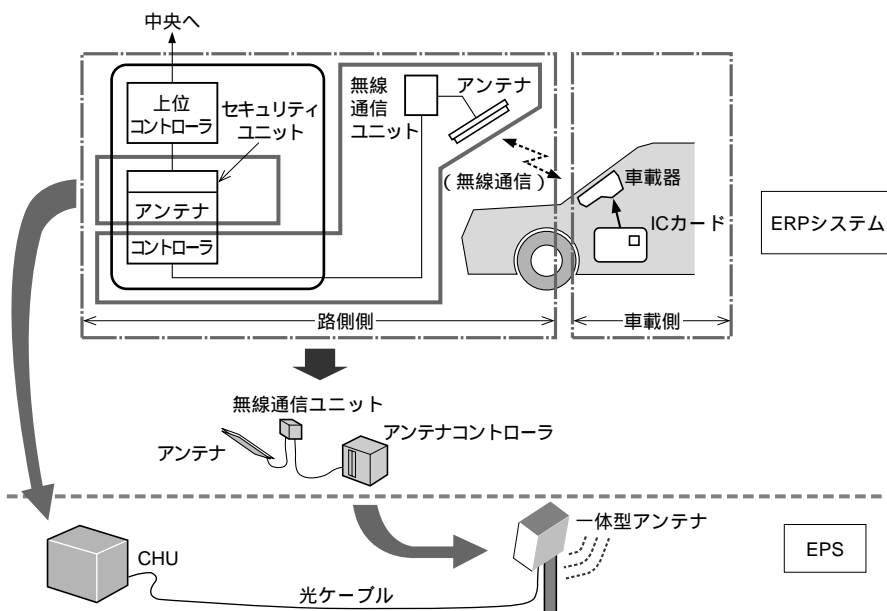 中央へ
上位
コントローラ
セキュリティ
ユニット
アンテナ
コントローラ
無線
通信
ユニット
アンテナ
(無線通信)
車載器
ICカード
ERPシステム
路側側
車載側
無線通信ユニット
アンテナ
アンテナコントローラ
一体型アンテナ
EPS
CHU
光ケーブル